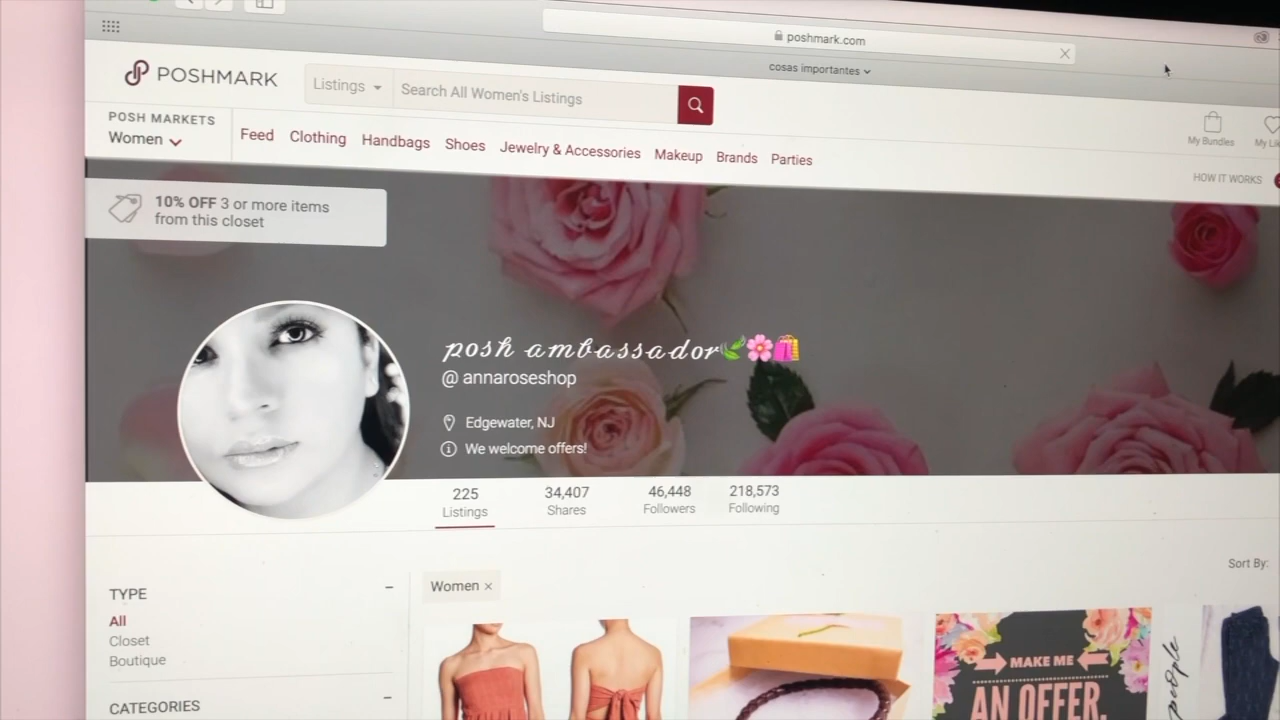 poshmark.com
cosas importantes
POSHMARK
Listings
Search All Women's Listings
My Bundles
POSH MARKETS
Women
Feed
Clothing
Handbags
Shoes
Jewelry & Accessories
Makeup
Brands
Parties
HOW IT WORKS
10% OFF 3 or more items
from this closet
posh ambassador🌿🌸🛍️
@ annaroseshop
Edgewater, NJ
We welcome offers!
225
Listings
34,407
Shares
46,448
Followers
218,573
Following
Sort By:
TYPE
All
Closet
Boutique
CATEGORIES
Women ×
MAKE ME
AN OFFER.
people